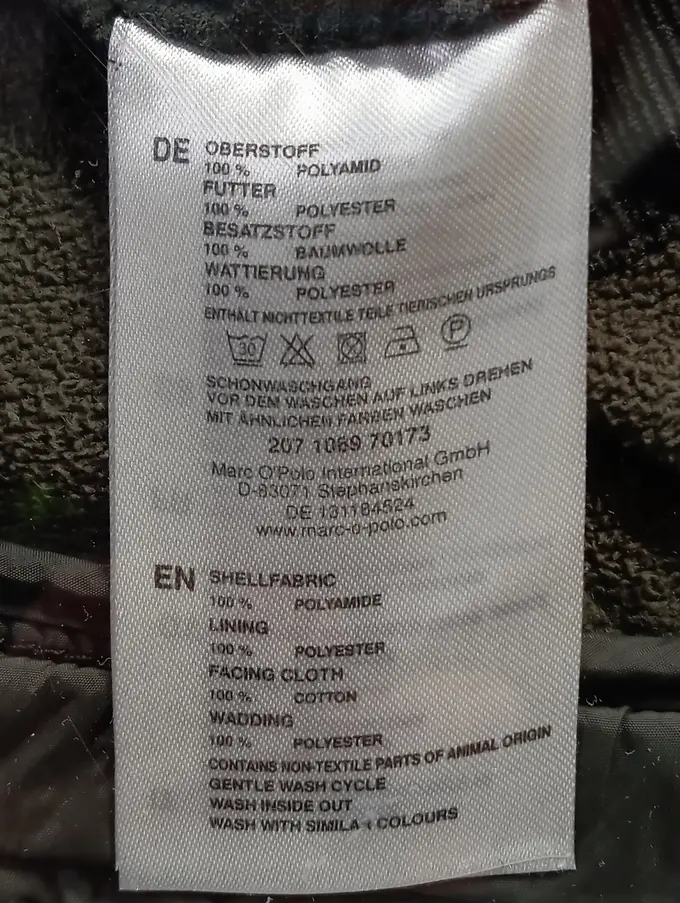 DE OBERSTOFF
100 % POLYAMID
FUTTER
100 % POLYESTER
BESATZSTOFF
100 % BAUMWOLLE
WATTIERUNG
100 % POLYESTER
ENTHÄLT NICHTTEXTILE TEILE TIERISCHEN URSPRUNGS
30 P
SCHONWASCHGANG
VOR DEM WASCHEN AUF LINKS DREHEN
MIT ÄHNLICHEN FARBEN WASCHEN
207 1089 70173
Marc O'Polo International GmbH
D-83071 Stephanskirchen
DE 131184524
www.marc-o-polo.com
EN SHELLFABRIC
100 % POLYAMIDE
LINING
100 % POLYESTER
FACING CLOTH
100 % COTTON
WADDING
100 % POLYESTER
CONTAINS NON-TEXTILE PARTS OF ANIMAL ORIGIN
GENTLE WASH CYCLE
WASH INSIDE OUT
WASH WITH SIMILAR COLOURS